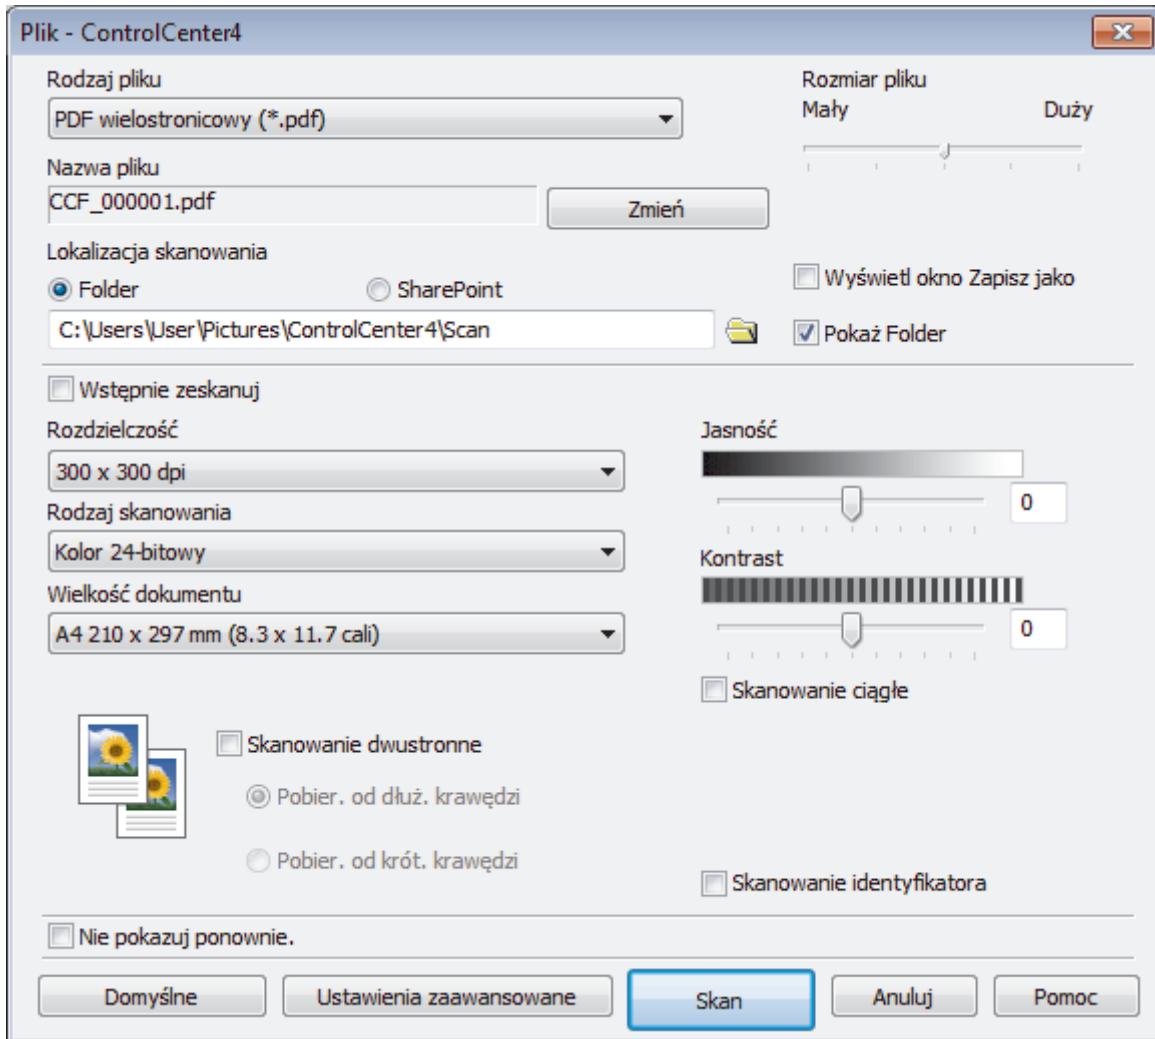 Plik - ControlCenter4
Rodzaj pliku
PDF wielostronicowy (*.pdf)
Rozmiar pliku
Mały Duży
Nazwa pliku
CCF_000001.pdf
Zmień
Lokalizacja skanowania
Folder
SharePoint
C:\Users\User\Pictures\ControlCenter4\Scan
Wyświetl okno Zapisz jako
Pokaż Folder
Wstępnie zeskanuj
Rozdzielczość
300 x 300 dpi
Rodzaj skanowania
Kolor 24-bitowy
Wielkość dokumentu
A4 210 x 297 mm (8.3 x 11.7 cali)
Jasność
0
Kontrast
0
Skanowanie ciągłe
Skanowanie dwustronne
Pobier. od dłuż. krawędzi
Pobier. od krót. krawędzi
Skanowanie identyfikatora
Nie pokazuj ponownie.
Domyślne
Ustawienia zaawansowane
Skan
Anuluj
Pomoc